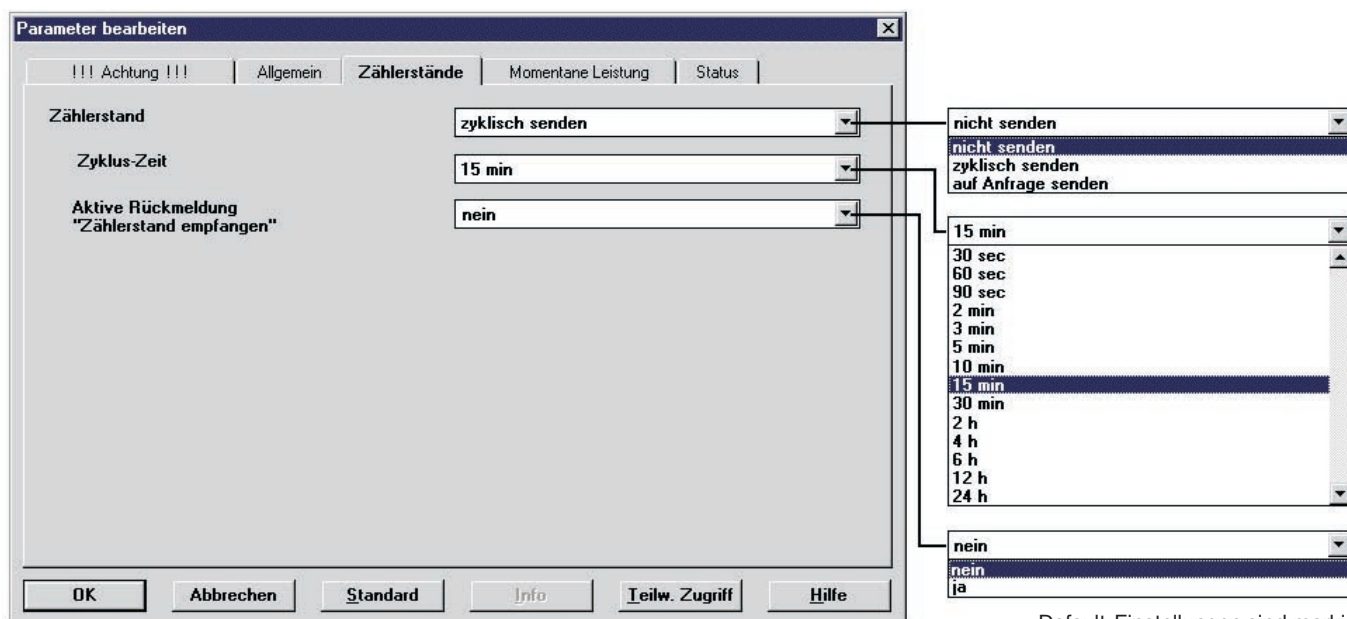 Parameter bearbeiten
!!! Achtung !!! Allgemein Zählerstände Momentane Leistung Status
Zählerstand zyklisch senden
Zyklus-Zeit 15 min
Aktive Rückmeldung
"Zählerstand empfangen" nein
OK Abbrechen Standard Info Teilw. Zugriff Hilfe
nicht senden
nicht senden
zyklisch senden
auf Anfrage senden
15 min
30 sec
60 sec
90 sec
2 min
3 min
5 min
10 min
15 min
30 min
2 h
4 h
6 h
12 h
24 h
nein
nein
ja
Default-Einstellungen sind